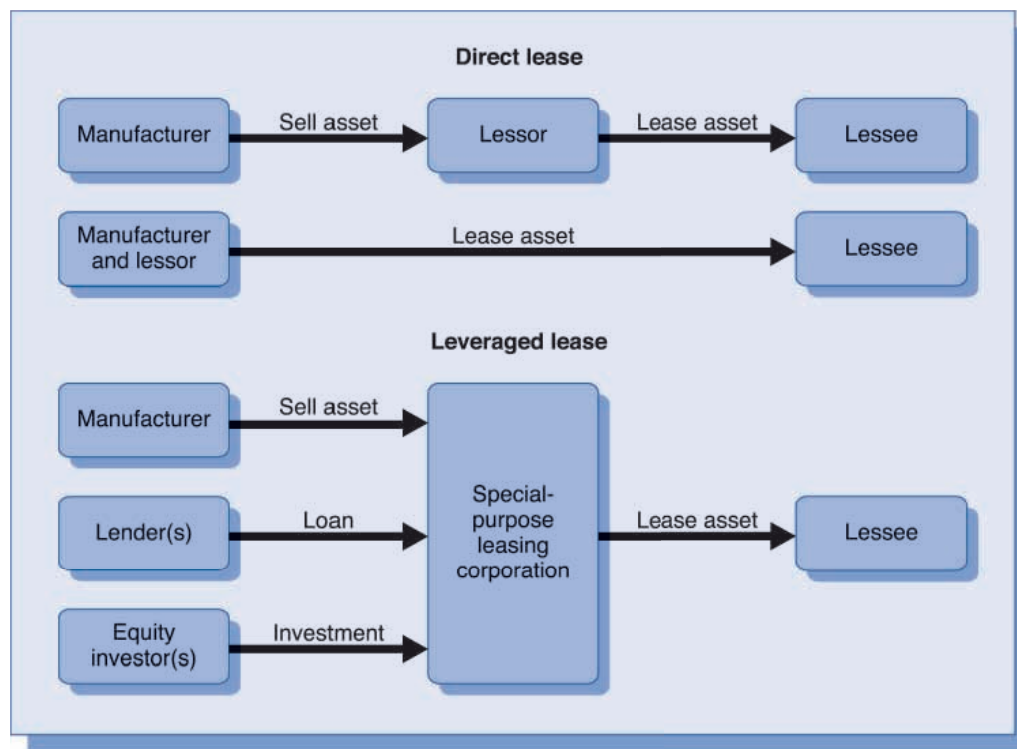 Direct lease
Manufacturer
Sell asset
Lessor
Lease asset
Lessee
Manufacturer
and lessor
Lease asset
Lessee
Leveraged lease
Manufacturer
Sell asset
Lender(s)
Loan
Equity
investor(s)
Investment
Special-
purpose
leasing
corporation
Lease asset
Lessee